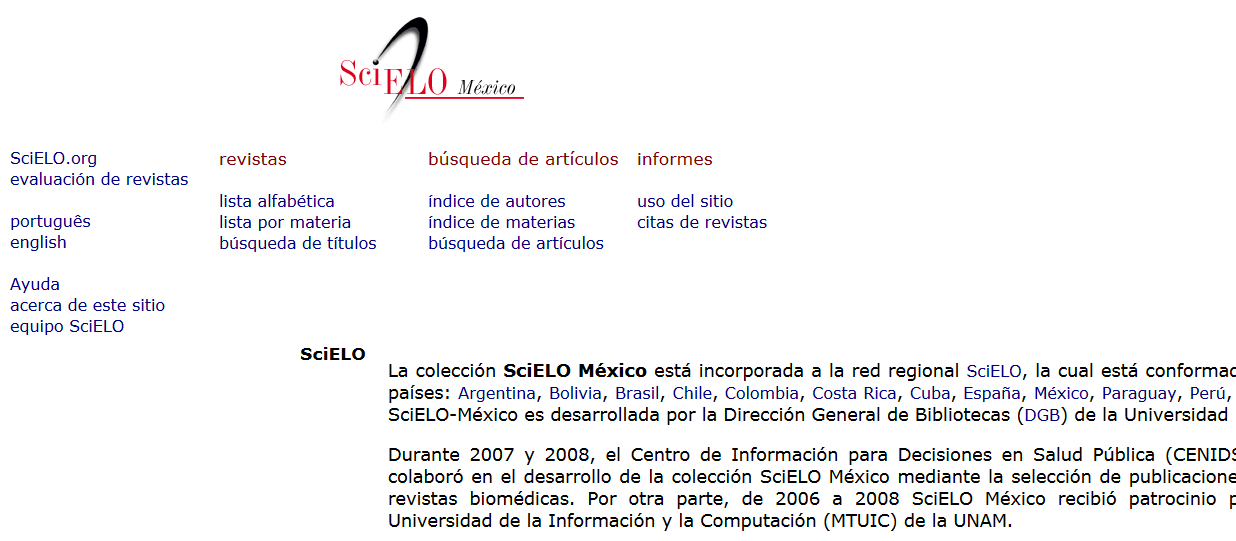 SciELO México
SciELO.org
evaluación de revistas
português
english
Ayuda
acerca de este sitio
equipo SciELO
revistas
lista alfabética
lista por materia
búsqueda de títulos
búsqueda de artículos
índice de autores
índice de materias
búsqueda de artículos
informes
uso del sitio
citas de revistas
SciELO
La colección SciELO México está incorporada a la red regional SciELO, la cual está
países: Argentina, Bolivia, Brasil, Chile, Colombia, Costa Rica, Cuba, España, México, Paraguay, Perú,
SciELO-México es desarrollada por la Dirección General de Bibliotecas (DGB) de la Universidad
Durante 2007 y 2008, el Centro de Información para Decisiones en Salud Pública
colaboró en el desarrollo de la colección SciELO México mediante la selección de
revistas biomédicas. Por otra parte, de 2006 a 2008 SciELO México recibió patrocinio
Universidad de la Información y la Computación (MTUIC) de la UNAM.